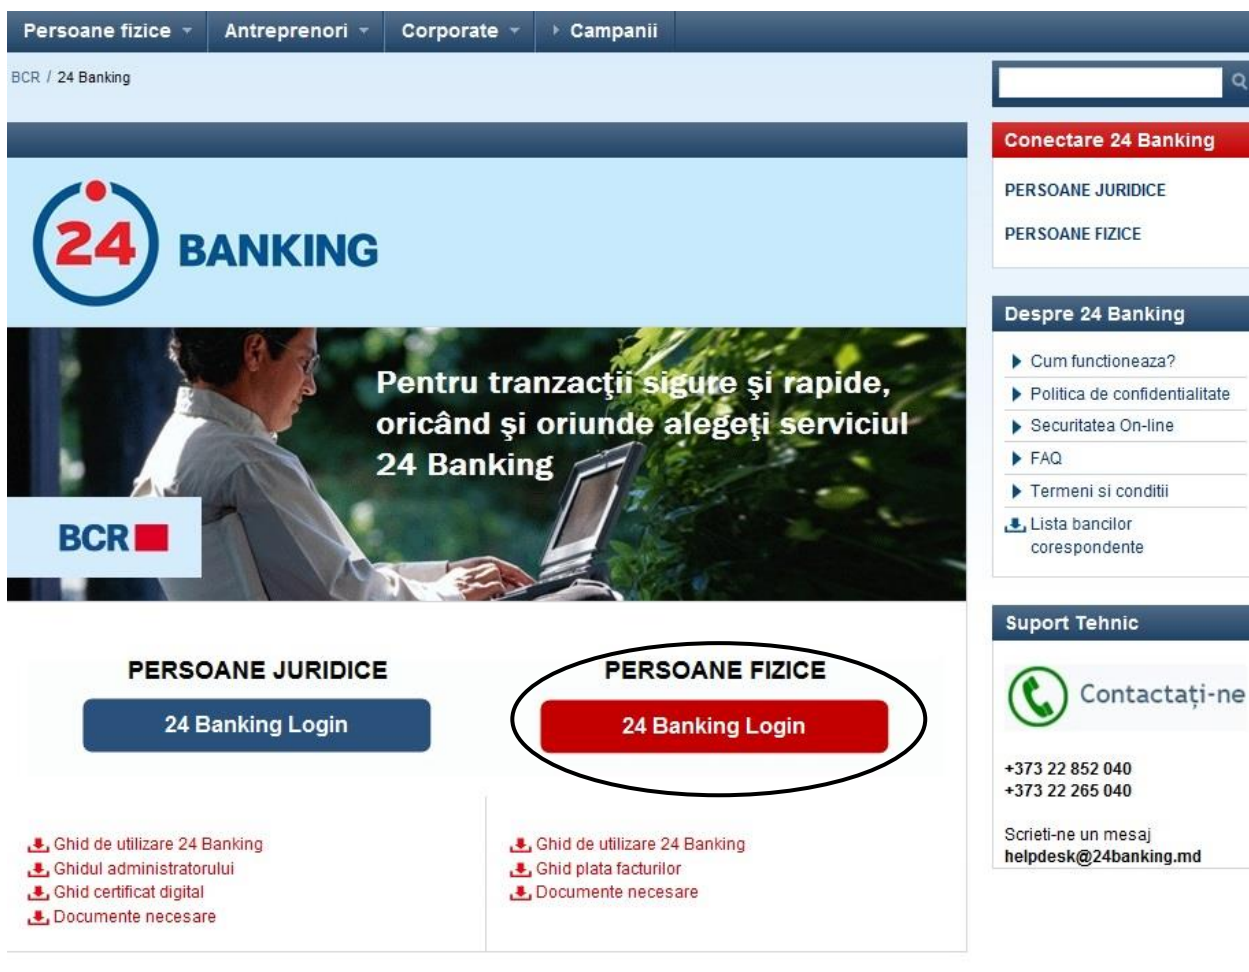 Persoane fizice
Antreprenori
Corporate
Campanii
BCR / 24 Banking
24 BANKING
Pentru tranzacţii sigure şi rapide,
oricând şi oriunde alegeţi serviciul
24 Banking
BCR
PERSOANE JURIDICE
24 Banking Login
PERSOANE FIZICE
24 Banking Login
Ghid de utilizare 24 Banking
Ghidul administratorului
Ghid certificat digital
Documente necesare
Ghid de utilizare 24 Banking
Ghid plata facturilor
Documente necesare
Conectare 24 Banking
PERSOANE JURIDICE
PERSOANE FIZICE
Despre 24 Banking
Cum functioneaza?
Politica de confidentialitate
Securitatea On-line
FAQ
Termeni si conditii
Lista bancilor
corespondente
Suport Tehnic
Contactaţi-ne
+373 22 852 040
+373 22 265 040
Scrieti-ne un mesaj
helpdesk@24banking.md